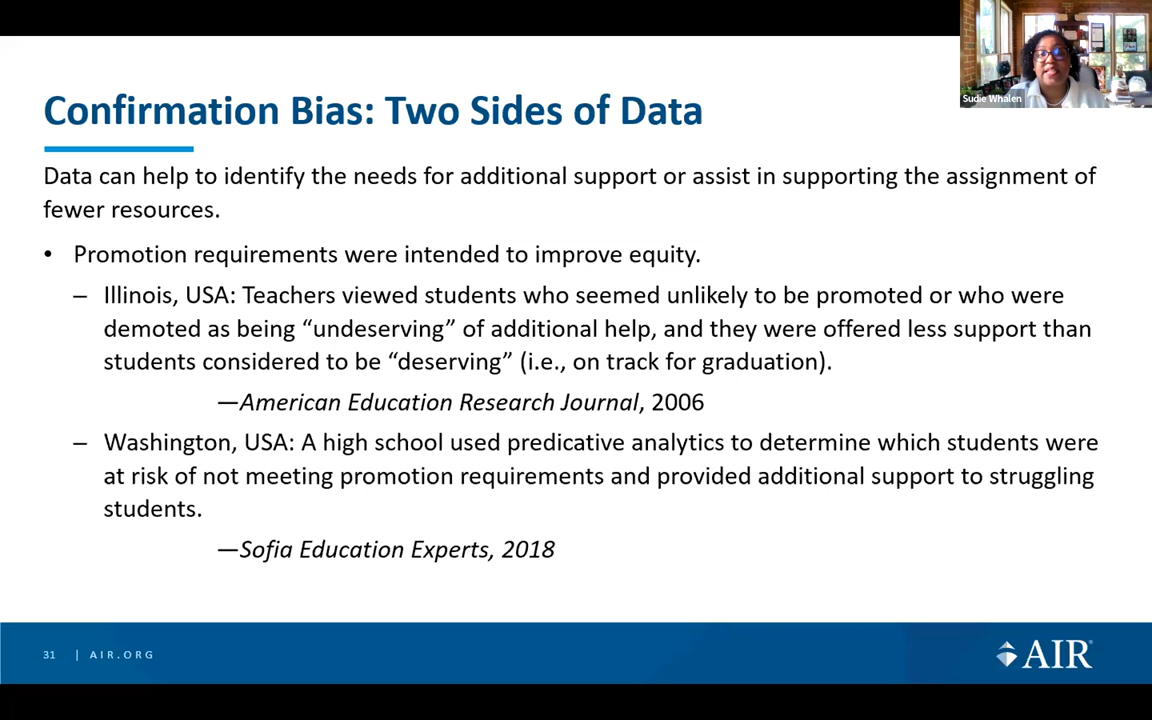 Sudie Whalen
Confirmation Bias: Two Sides of Data
Data can help to identify the needs for additional support or assist in supporting the assignment of
fewer resources.
• Promotion requirements were intended to improve equity.
– Illinois, USA: Teachers viewed students who seemed unlikely to be promoted or who were
demoted as being “undeserving” of additional help, and they were offered less support than
students considered to be “deserving” (i.e., on track for graduation).
—American Education Research Journal, 2006
– Washington, USA: A high school used predicative analytics to determine which students were
at risk of not meeting promotion requirements and provided additional support to struggling
students.
—Sofia Education Experts, 2018
31 | AIR.ORG
AIR®